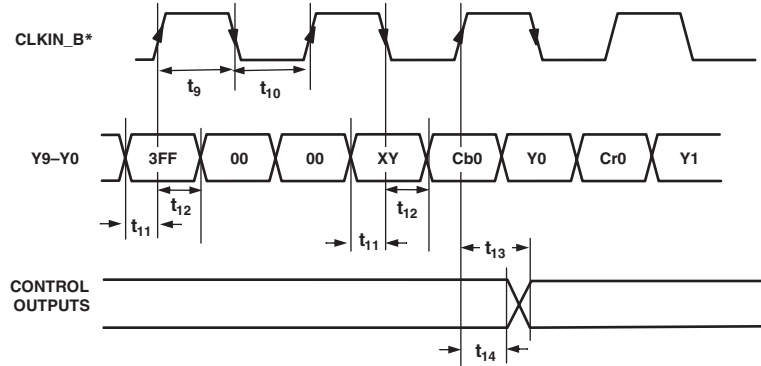 CLKIN_B*
t9 t10
Y9–Y0 3FF 00 00 XY Cb0 Y0 Cr0 Y1
t12 t12
t11 t11 t13
CONTROL
OUTPUTS
t14